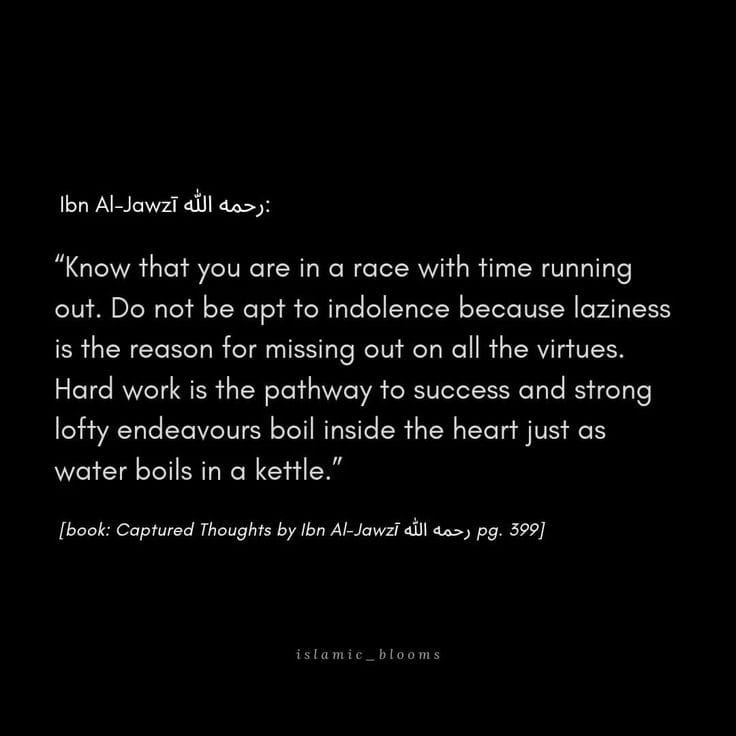 Ibn Al-Jawzī رحمه الله:
“Know that you are in a race with time running
out. Do not be apt to indolence because laziness
is the reason for missing out on all the virtues.
Hard work is the pathway to success and strong
lofty endeavours boil inside the heart just as
water boils in a kettle.”
[book: Captured Thoughts by Ibn Al-Jawzī رحمه الله pg. 399]
islamic_blooms